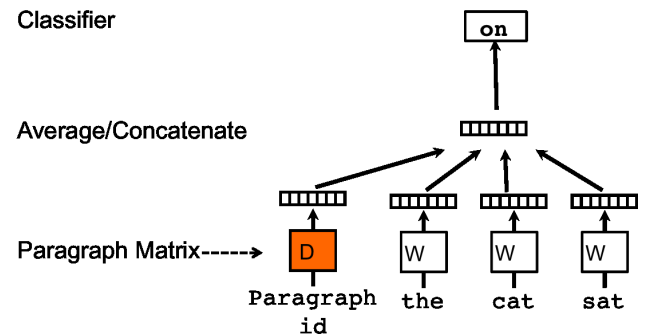 Classifier
on
Average/Concatenate
Paragraph Matrix
D
W
W
W
Paragraph
id
the
cat
sat